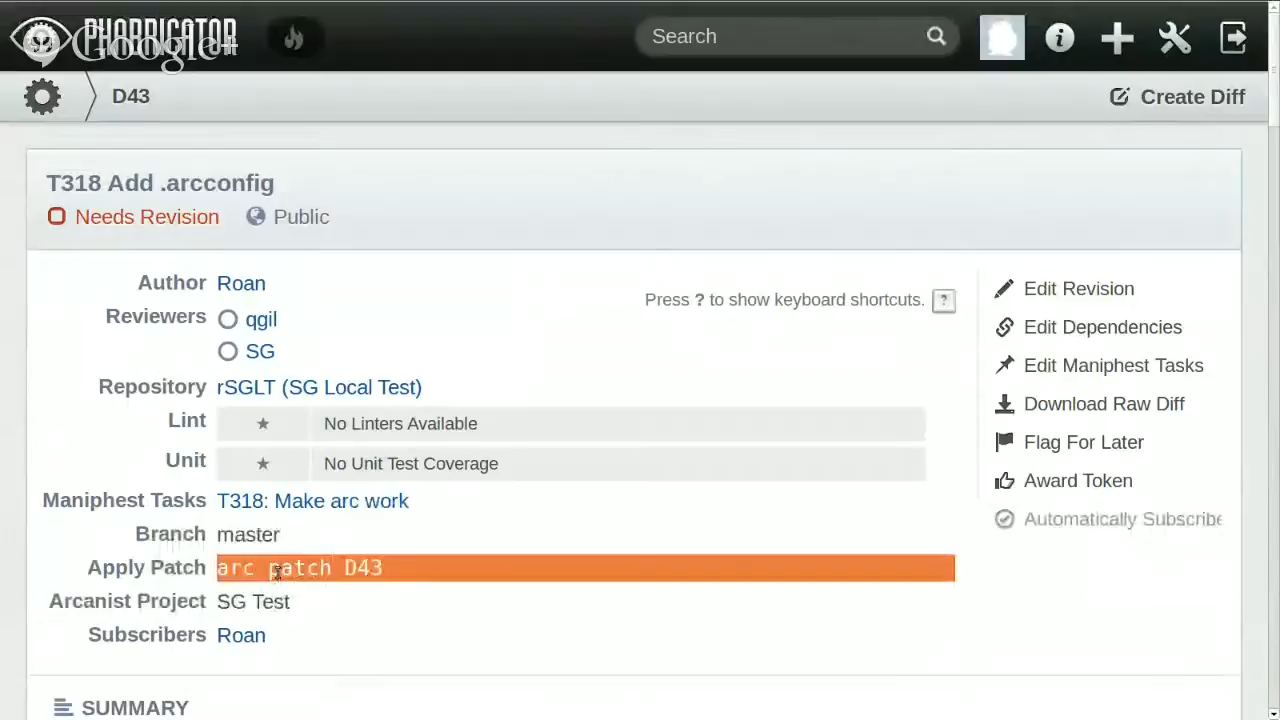 PHABRICATOR
Google+
Search
D43
Create Diff
T318 Add .arcconfig
Needs Revision Public
Author Roan
Press ? to show keyboard shortcuts. ?
Reviewers qgil
SG
Repository rSGLT (SG Local Test)
Lint ★ No Linters Available
Unit ★ No Unit Test Coverage
Maniphest Tasks T318: Make arc work
Branch master
Apply Patch arc patch D43
Arcanist Project SG Test
Subscribers Roan
Edit Revision
Edit Dependencies
Edit Maniphest Tasks
Download Raw Diff
Flag For Later
Award Token
Automatically Subscribe
SUMMARY